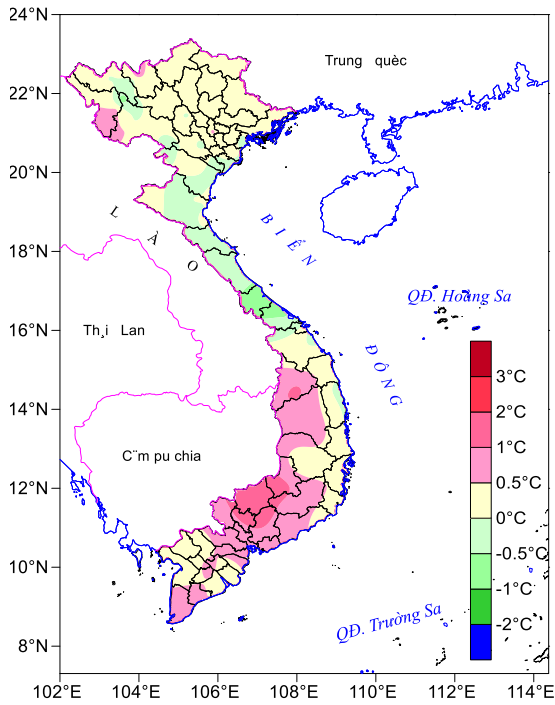 24°N
Trung quèc
22°N
20°N
LÀO
BIỂN
18°N
QĐ. Hoàng Sa
16°N
Th¸i Lan
ĐÔNG
3°C
14°N
2°C
1°C
C¨m pu chia
0.5°C
12°N
0°C
-0.5°C
10°N
-1°C
QĐ. Trường Sa
-2°C
8°N
102°E 104°E 106°E 108°E 110°E 112°E 114°E